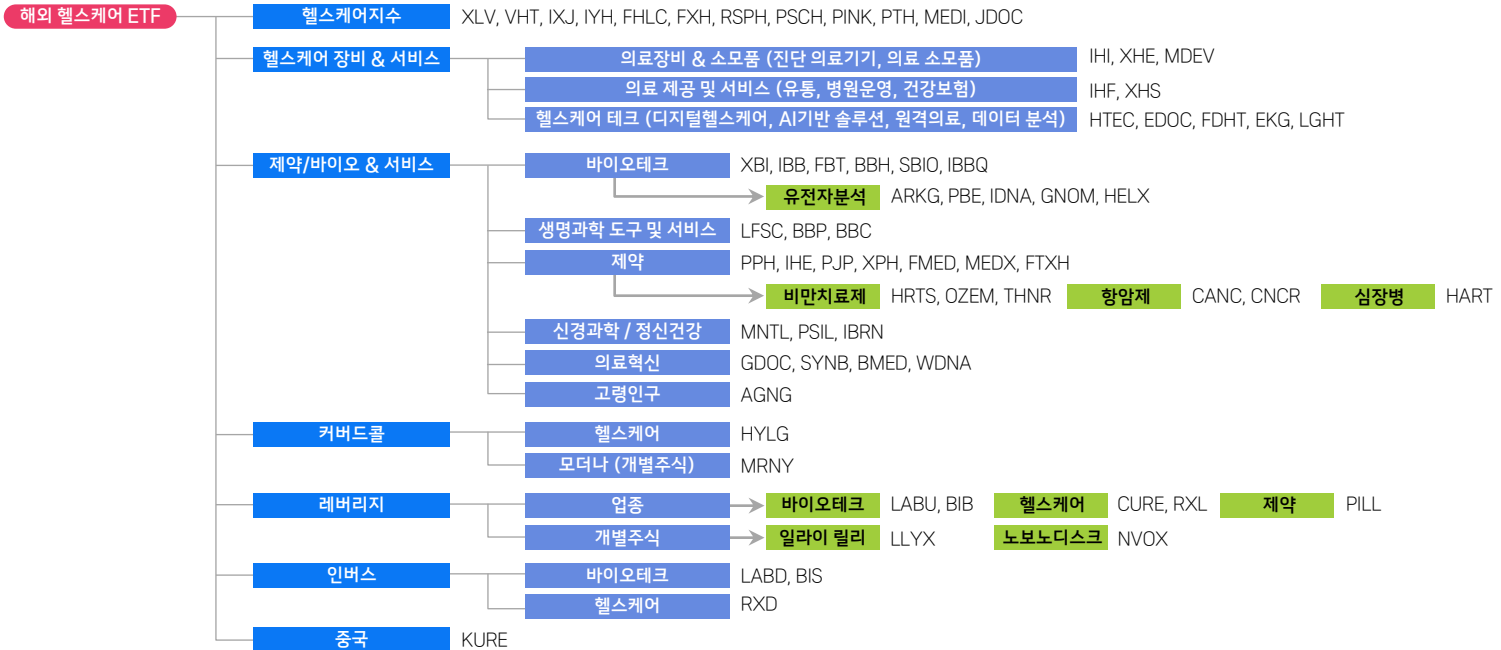 해외 헬스케어 ETF
헬스케어지수 XLV, VHT, IXJ, IYH, FHLC, FXH, RSPH, PSCH, PINK, PTH, MEDI, JDOC
헬스케어 장비 & 서비스
의료장비 & 소모품 (진단 의료기기, 의료 소모품) IHI, XHE, MDEV
의료 제공 및 서비스 (유통, 병원운영, 건강보험) IHF, XHS
헬스케어 테크 (디지털헬스케어, AI기반 솔루션, 원격의료, 데이터 분석) HTEC, EDOC, FDHT, EKG, LGHT
제약/바이오 & 서비스
바이오테크 XBI, IBB, FBT, BBH, SBIO, IBBQ
유전자분석 ARKG, PBE, IDNA, GNOM, HELX
생명과학 도구 및 서비스 LFSC, BBP, BBC
제약 PPH, IHE, PJP, XPH, FMED, MEDX, FTXH
비만치료제 HRTS, OZEM, THNR 항암제 CANC, CNCR 심장병 HART
신경과학 / 정신건강 MNTL, PSIL, IBRN
의료혁신 GDOC, SYNB, BMED, WDNA
고령인구 AGNG
커버드콜
헬스케어 HYLG
모더나 (개별주식) MRNY
레버리지
업종 바이오테크 LABU, BIB 헬스케어 CURE, RXL 제약 PILL
개별주식 일라이 릴리 LLYX 노보노디스크 NVOX
인버스
바이오테크 LABD, BIS
헬스케어 RXD
중국 KURE